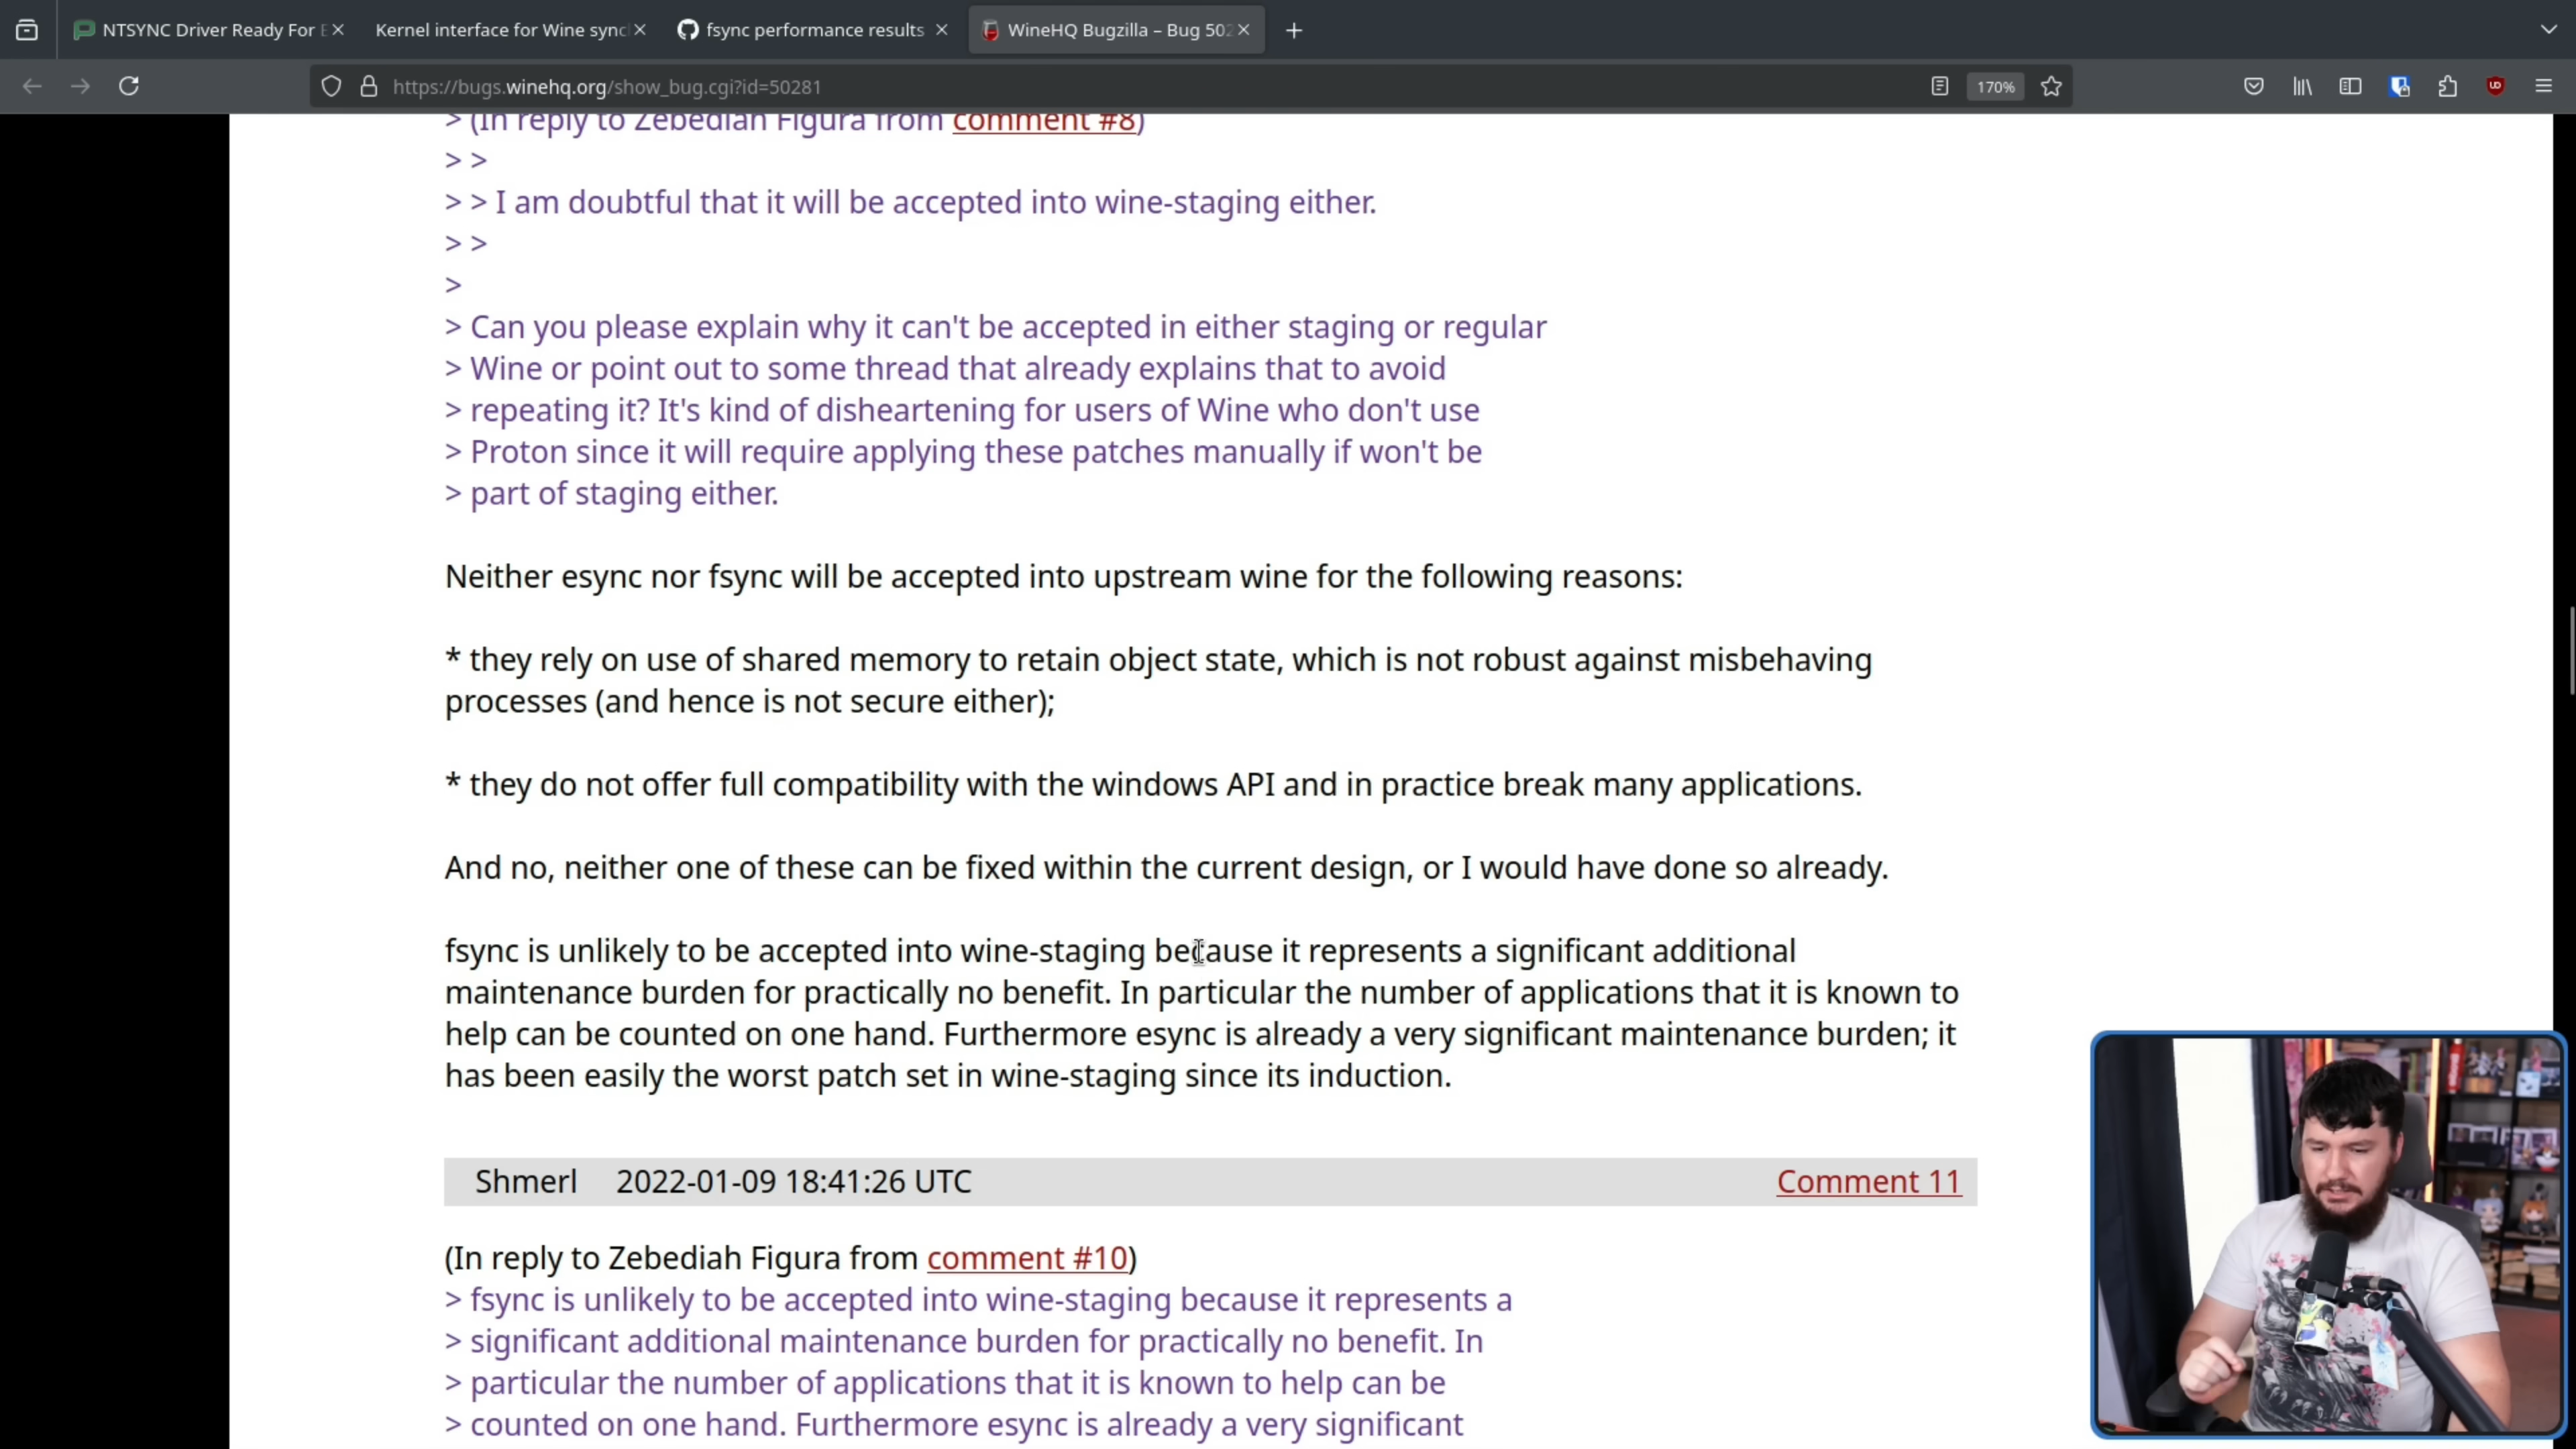 NTSYNC Driver Ready For
Kernel interface for Wine sync
fsync performance results
WineHQ Bugzilla – Bug 502
https://bugs.winehq.org/show_bug.cgi?id=50281
170%
> (In reply to Zebediah Figura from comment #8)
> >
> > I am doubtful that it will be accepted into wine-staging either.
> >
>
> Can you please explain why it can't be accepted in either staging or regular
> Wine or point out to some thread that already explains that to avoid
> repeating it? It's kind of disheartening for users of Wine who don't use
> Proton since it will require applying these patches manually if won't be
> part of staging either.
Neither esync nor fsync will be accepted into upstream wine for the following reasons:
* they rely on use of shared memory to retain object state, which is not robust against misbehaving
processes (and hence is not secure either);
* they do not offer full compatibility with the windows API and in practice break many applications.
And no, neither one of these can be fixed within the current design, or I would have done so already.
fsync is unlikely to be accepted into wine-staging because it represents a significant additional
maintenance burden for practically no benefit. In particular the number of applications that it is known to
help can be counted on one hand. Furthermore esync is already a very significant maintenance burden; it
has been easily the worst patch set in wine-staging since its induction.
Shmerl 2022-01-09 18:41:26 UTC Comment 11
(In reply to Zebediah Figura from comment #10)
> fsync is unlikely to be accepted into wine-staging because it represents a
> significant additional maintenance burden for practically no benefit. In
> particular the number of applications that it is known to help can be
> counted on one hand. Furthermore esync is already a very significant